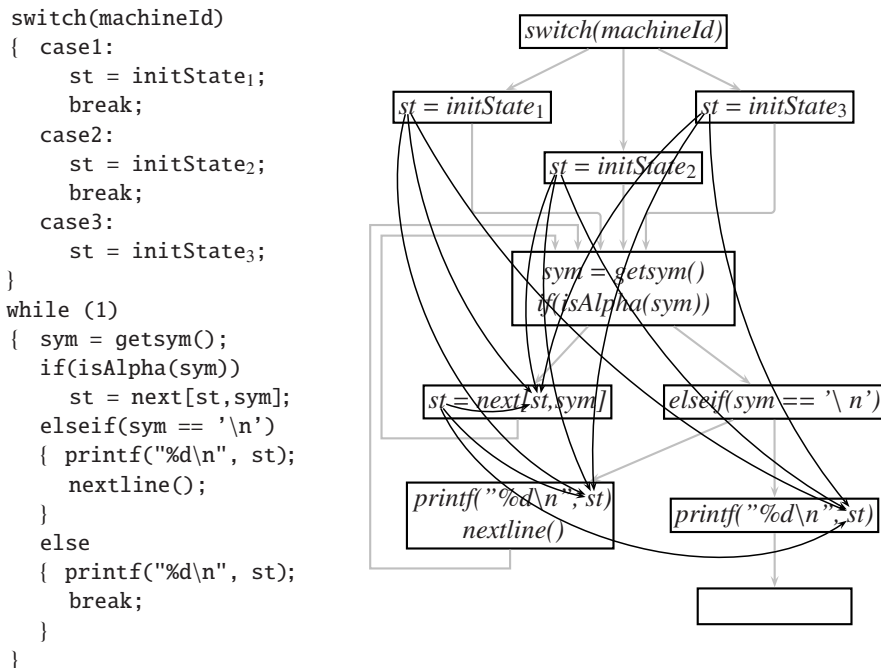 switch(machineId)
{ case1:
st = initState₁;
break;
case2:
st = initState₂;
break;
case3:
st = initState₃;
}
while (1)
{ sym = getsym();
if(isAlpha(sym))
st = next[st,sym];
elseif(sym == '\n')
{ printf("%d\n", st);
nextline();
}
else
{ printf("%d\n", st);
break;
}
}
switch(machineId)
st = initState₁
st = initState₃
st = initState₂
sym = getsym()
if(isAlpha(sym))
st = next[st,sym]
elseif(sym == '\ n')
printf("%d\n", st)
nextline()
printf("%d\n", st)